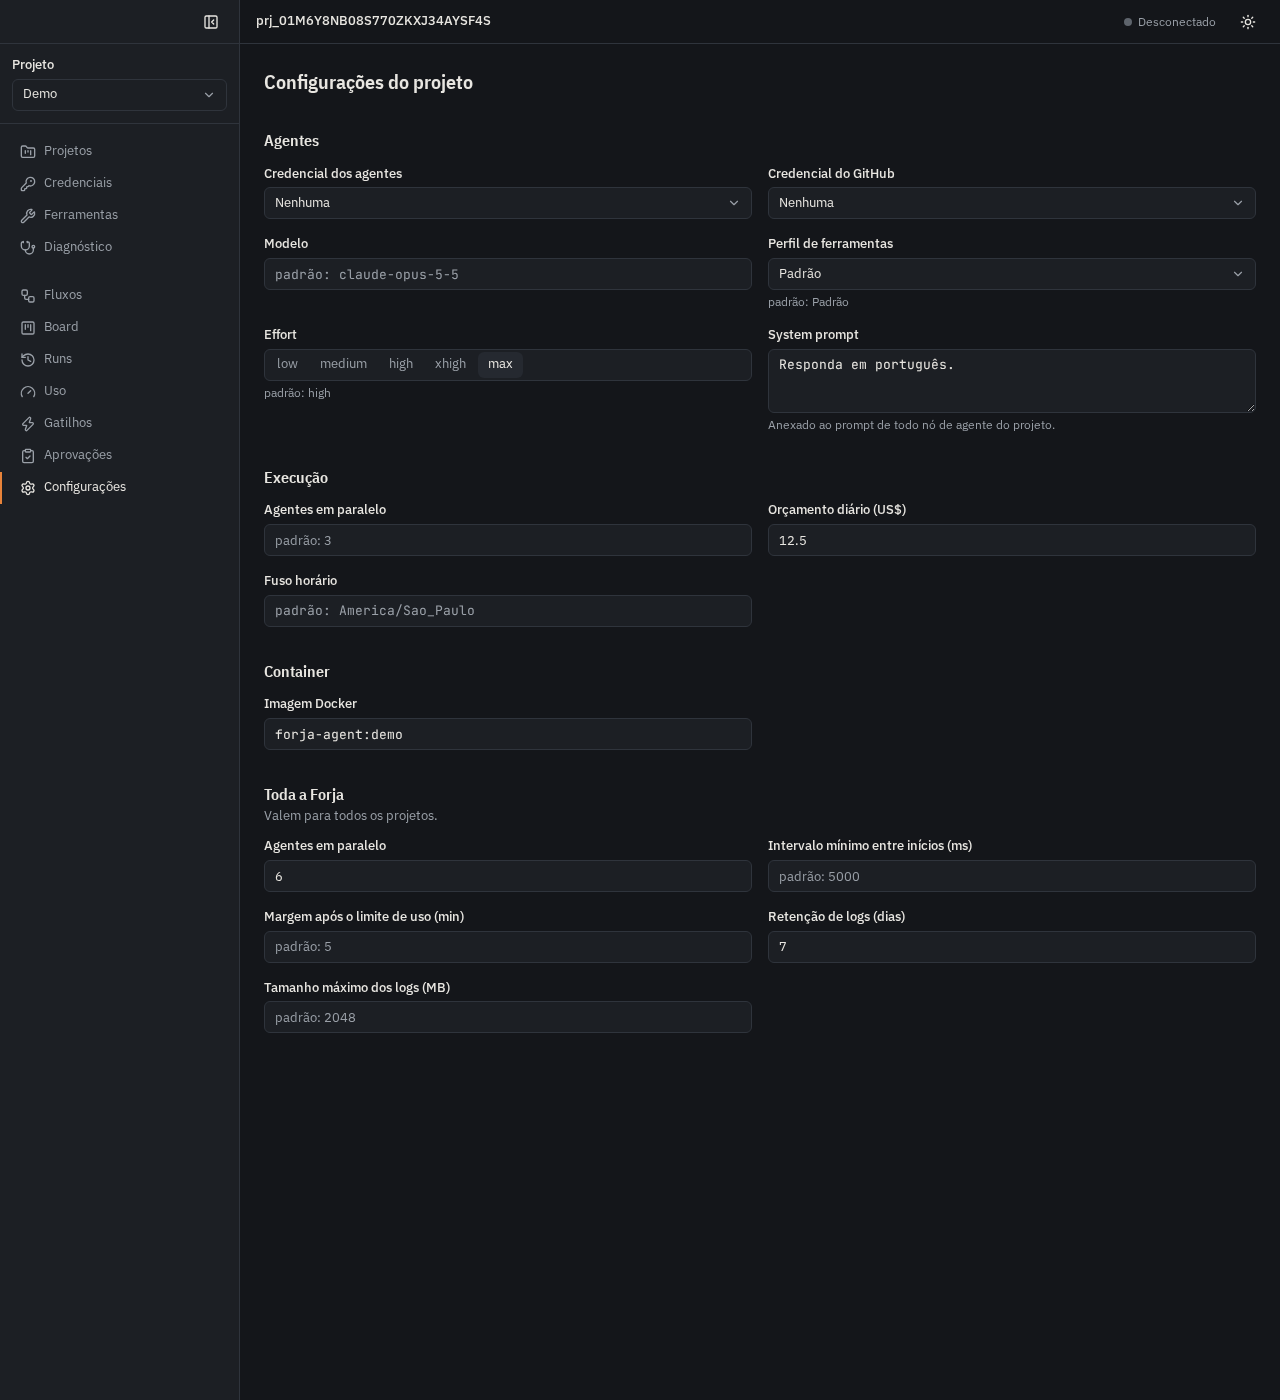 prj_01M6Y8NB08S77OZKXJ34AYSF4S
Desconectado
Projeto
Demo
Projetos
Credenciais
Ferramentas
Diagnóstico
Fluxos
Board
Runs
Uso
Gatilhos
Aprovações
Configurações
Configurações do projeto
Agentes
Credencial dos agentes
Nenhuma
Credencial do GitHub
Nenhuma
Modelo
padrão: claude-opus-5-5
Perfil de ferramentas
Padrão
padrão: Padrão
Effort
low medium high xhigh max
padrão: high
System prompt
Responda em português.
Anexado ao prompt de todo nó de agente do projeto.
Execução
Agentes em paralelo
padrão: 3
Orçamento diário (US$)
12.5
Fuso horário
padrão: America/Sao_Paulo
Container
Imagem Docker
forja-agent:demo
Toda a Forja
Valem para todos os projetos.
Agentes em paralelo
6
Intervalo mínimo entre inícios (ms)
padrão: 5000
Margem após o limite de uso (min)
padrão: 5
Retenção de logs (dias)
7
Tamanho máximo dos logs (MB)
padrão: 2048